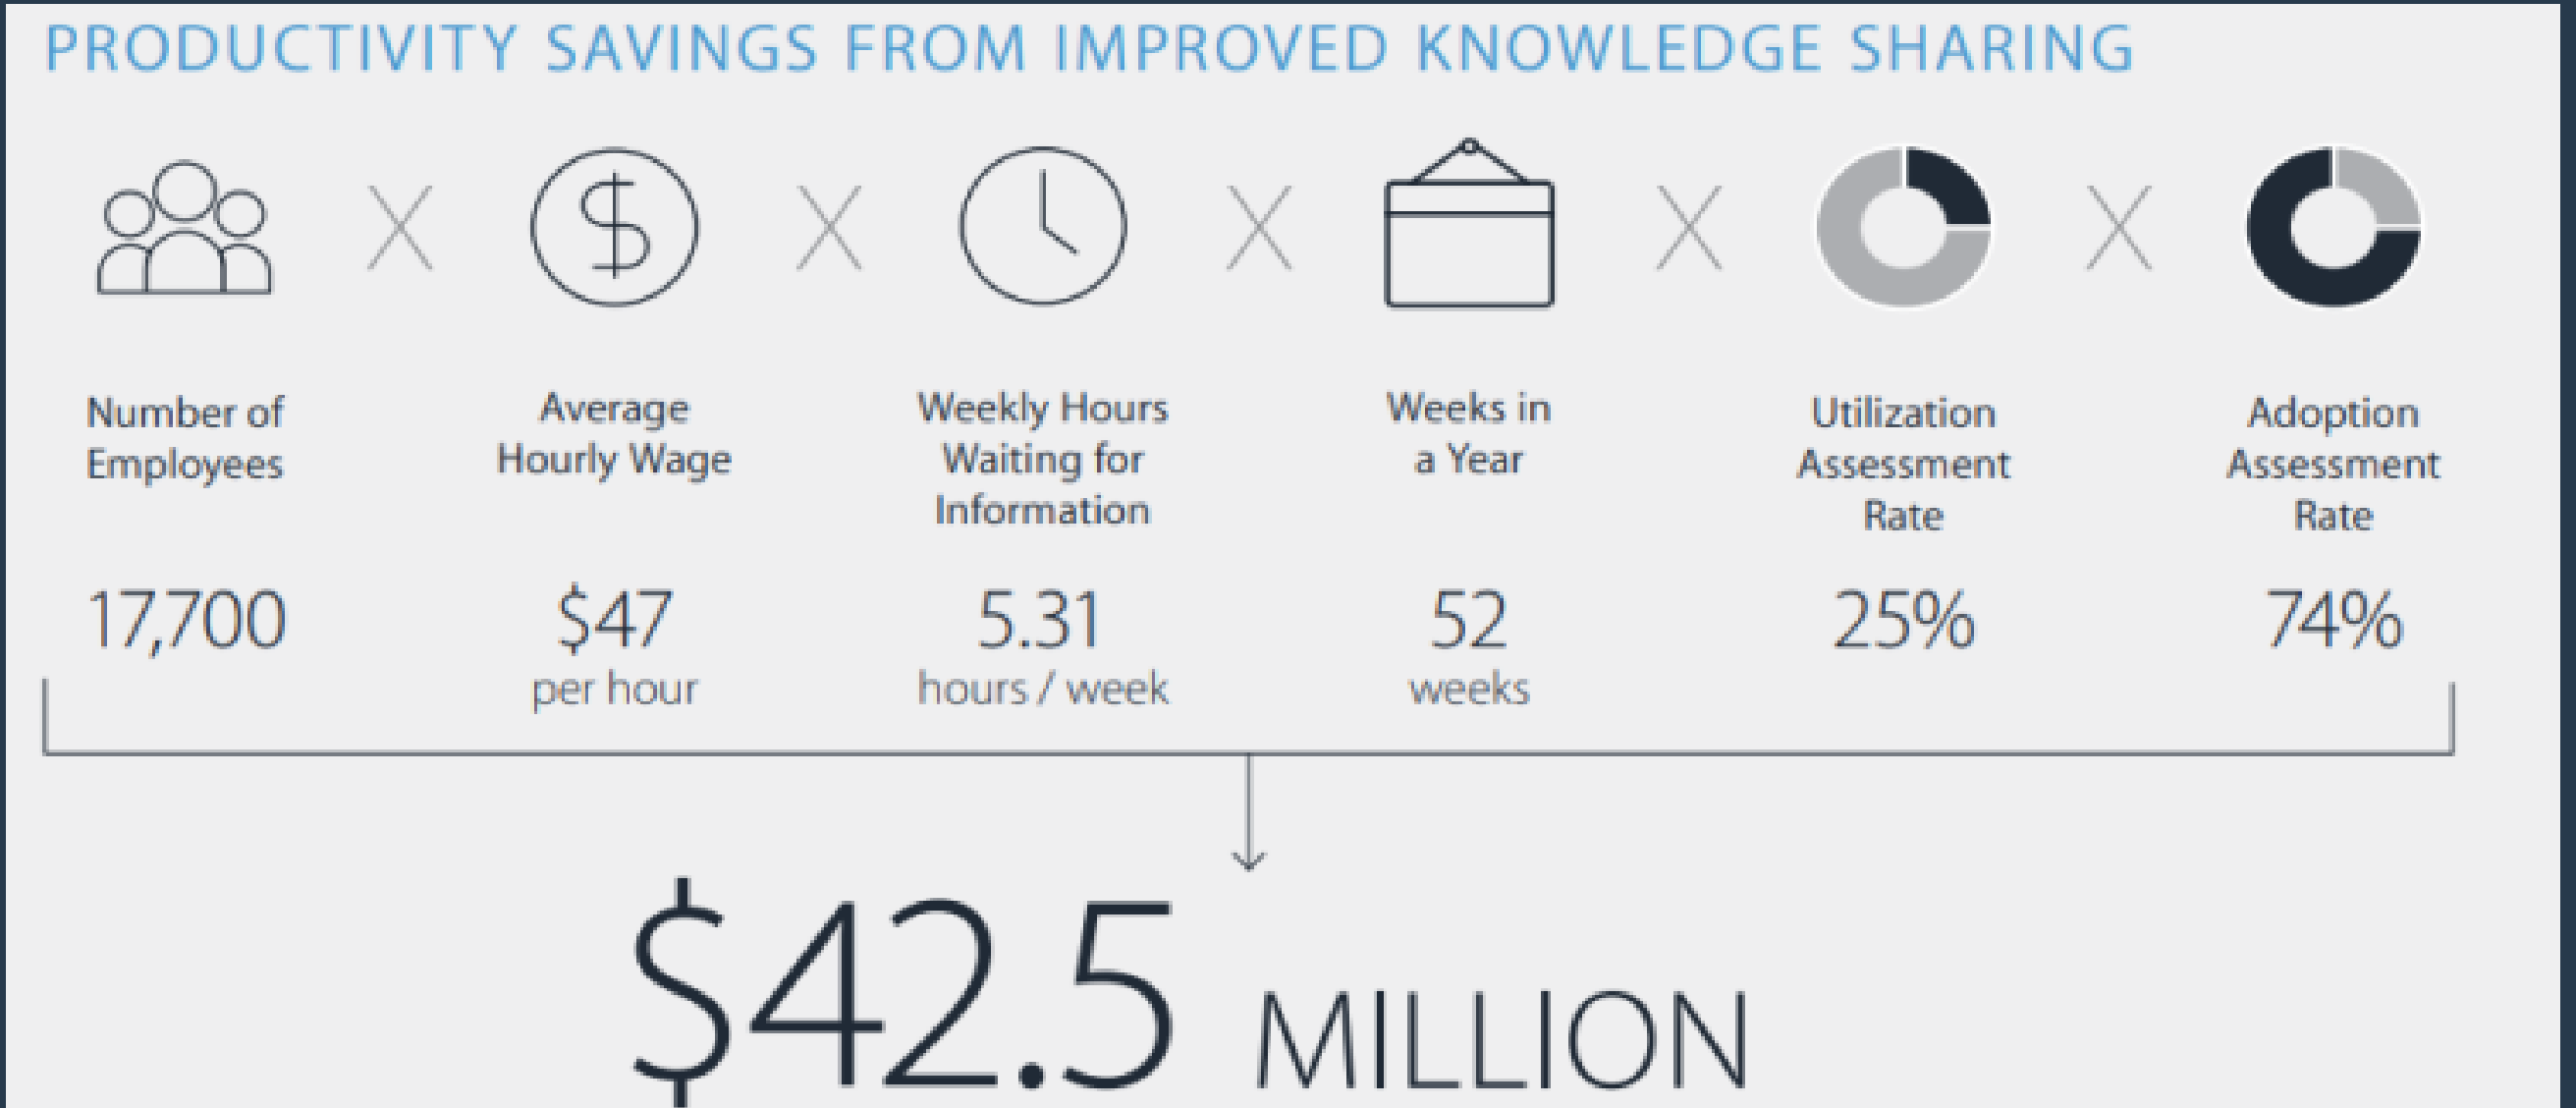 PRODUCTIVITY SAVINGS FROM IMPROVED KNOWLEDGE SHARING
Number of
Employees
17,700
Average
Hourly Wage
$47
per hour
Weekly Hours
Waiting for
Information
5.31
hours / week
Weeks in
a Year
52
weeks
Utilization
Assessment
Rate
25%
Adoption
Assessment
Rate
74%
$42.5 MILLION